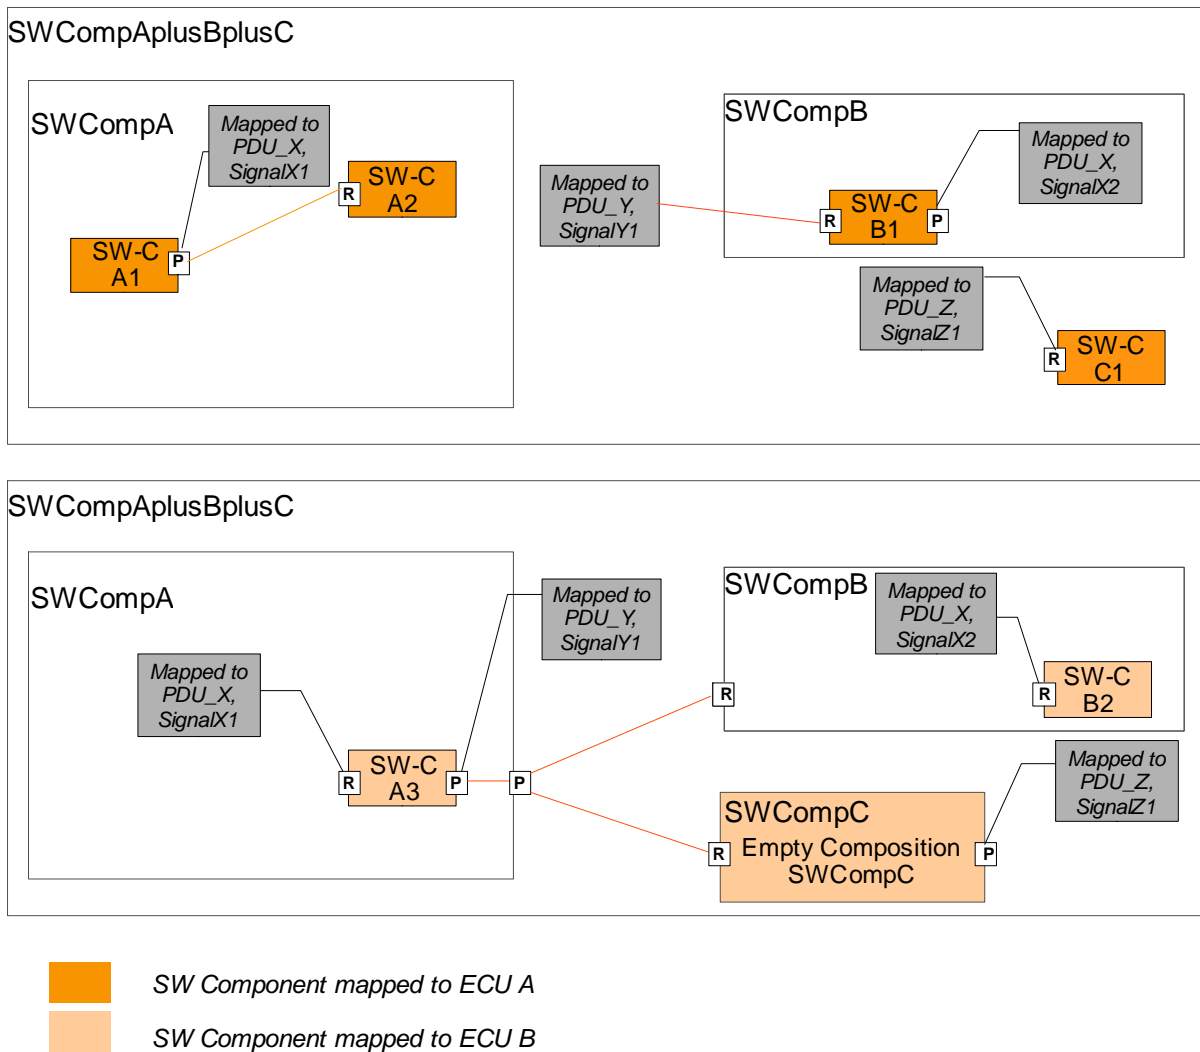 SWCompAplusBplusC
SWCompA
Mapped to
PDU_X,
SignalX1
R
SW-C
A2
SW-C
A1
P
Mapped to
PDU_Y,
SignalY1
SWCompB
R
SW-C
B1
P
Mapped to
PDU_X,
SignalX2
Mapped to
PDU_Z,
SignalZ1
R
SW-C
C1
SWCompAplusBplusC
SWCompA
Mapped to
PDU_X,
SignalX1
R
SW-C
A3
P
P
Mapped to
PDU_Y,
SignalY1
SWCompB
Mapped to
PDU_X,
SignalX2
R
R
SW-C
B2
SWCompC
R
Empty Composition
SWCompC
P
Mapped to
PDU_Z,
SignalZ1
SW Component mapped to ECU A
SW Component mapped to ECU B